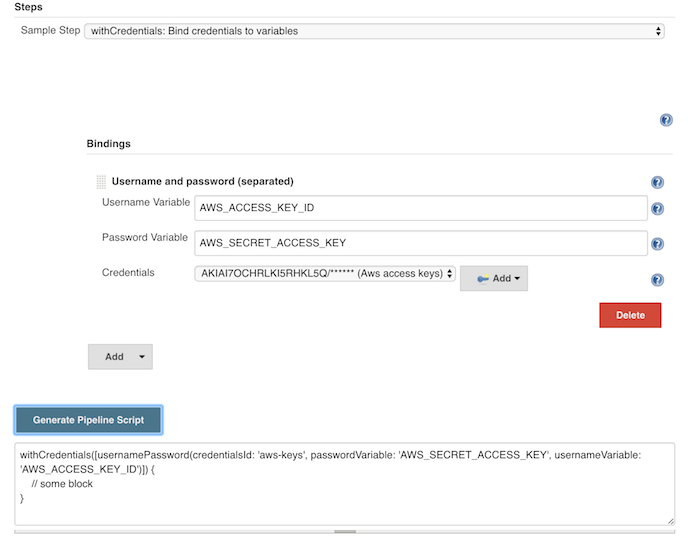 Steps
Sample Step withCredentials: Bind credentials to variables
Bindings
Username and password (separated)
Username Variable AWS_ACCESS_KEY_ID
Password Variable AWS_SECRET_ACCESS_KEY
Credentials AKIAI7OCHRLKI5RHKL5Q/****** (Aws access keys) Add
Delete
Add
Generate Pipeline Script
withCredentials([usernamePassword(credentialsId: 'aws-keys', passwordVariable: 'AWS_SECRET_ACCESS_KEY', usernameVariable:
'AWS_ACCESS_KEY_ID')]) {
    // some block
}